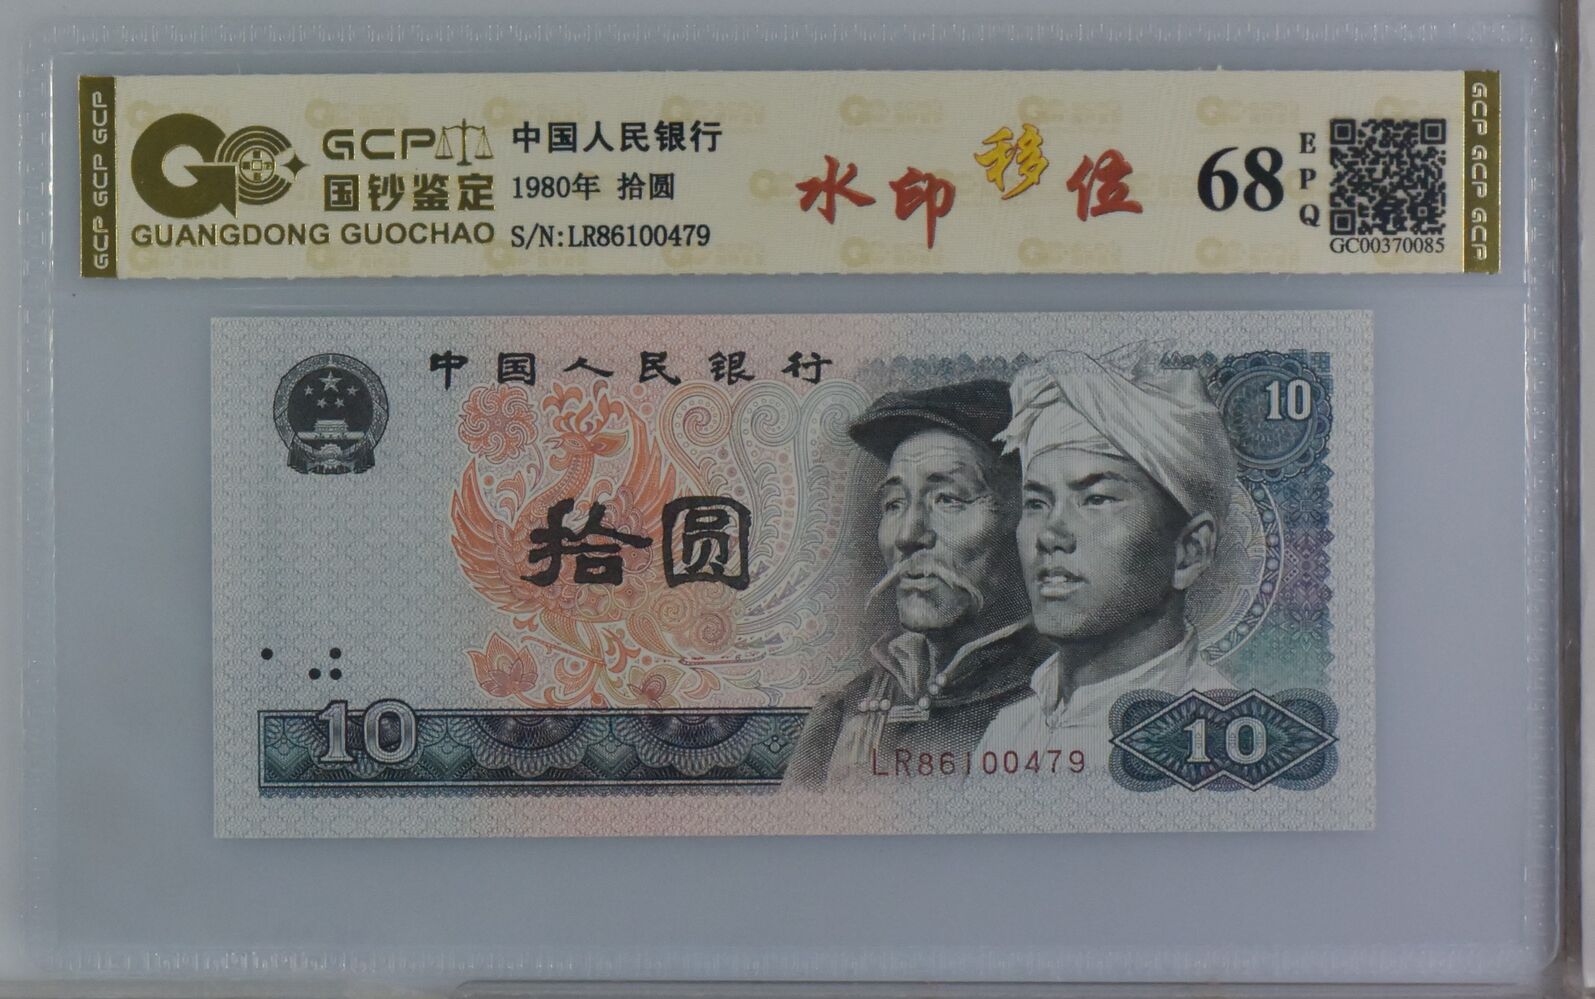 GCP GCP GCP
GCP
国钞鉴定
GUANGDONG GUOCHAO
中国人民银行
1980年 拾圆
S/N:LR86100479
水印移位
68
EPQ
GC00370085
GCP GCP GCP
中国人民银行
10
拾圆
10
LR86100479
10